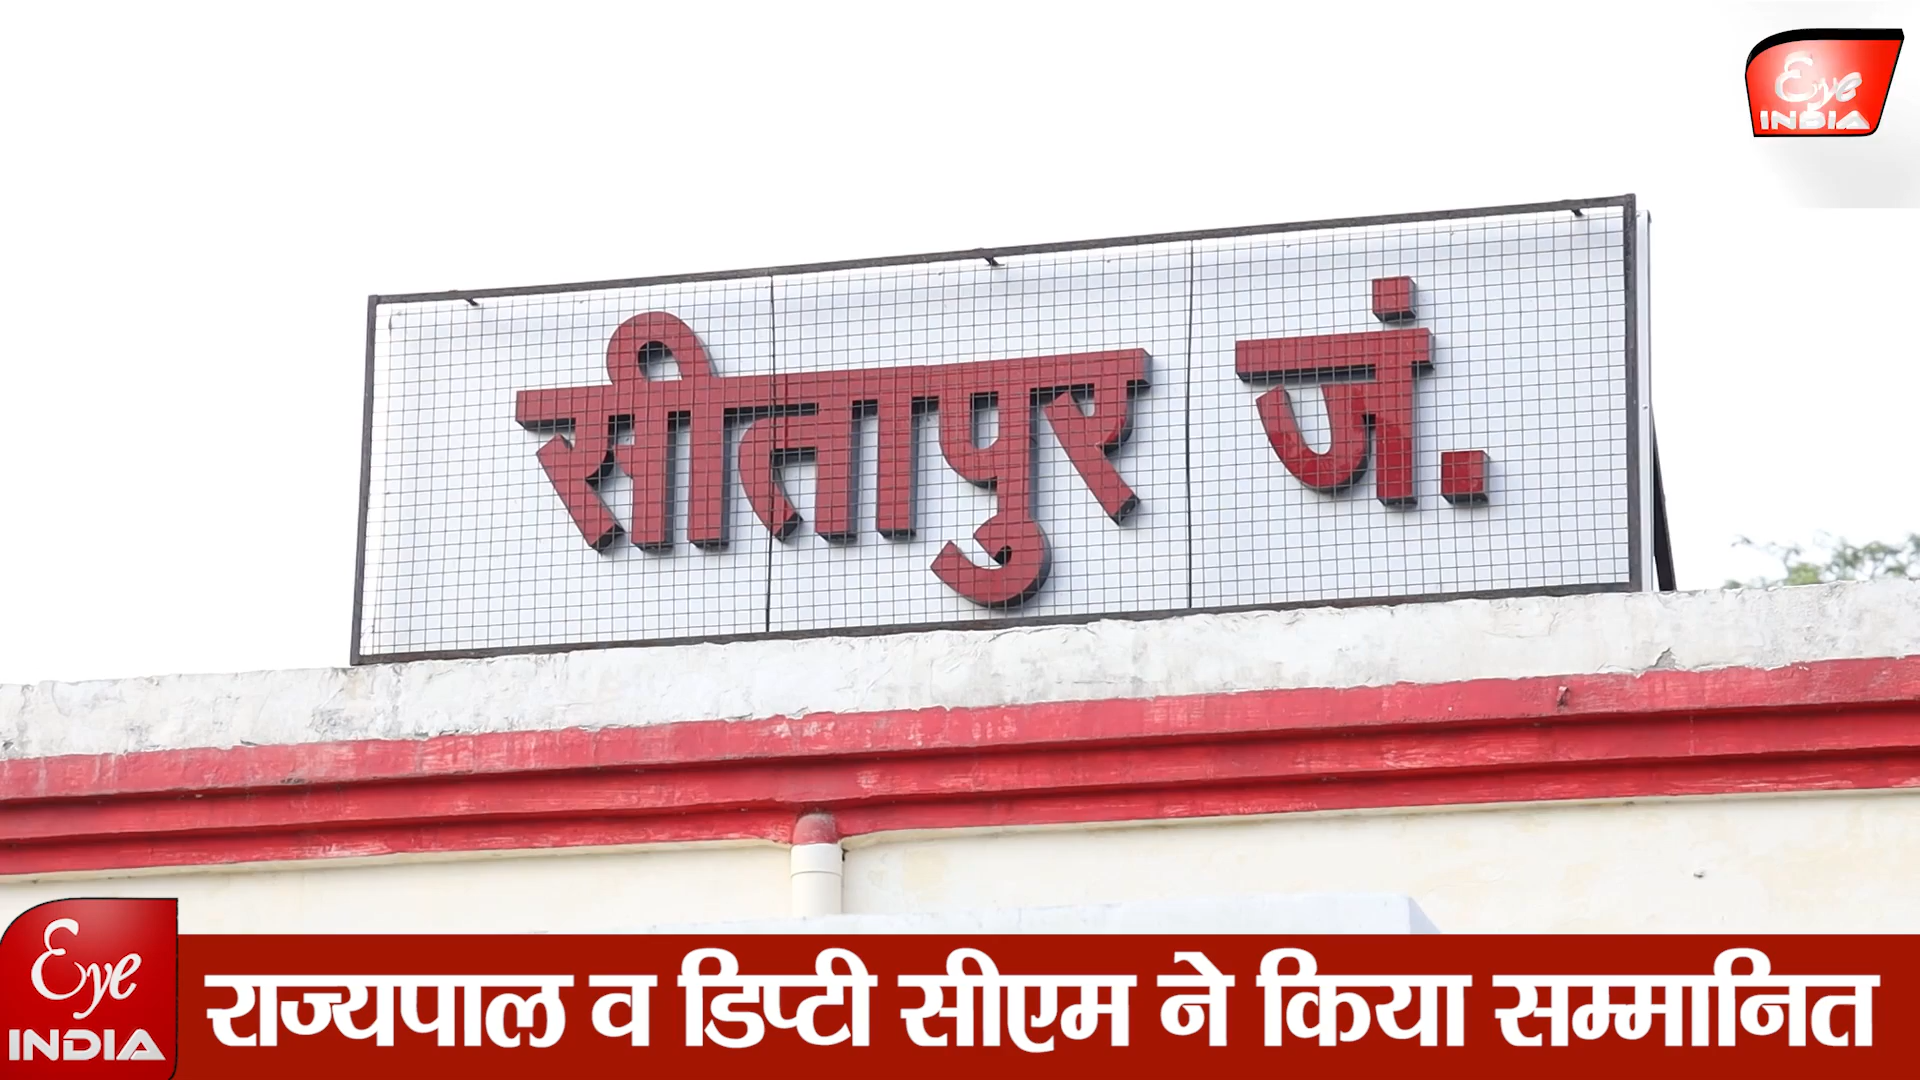 Eye
INDIA
सीतापुर जं.
Eye
INDIA
राज्यपाल व डिप्टी सीएम ने किया सम्मानित